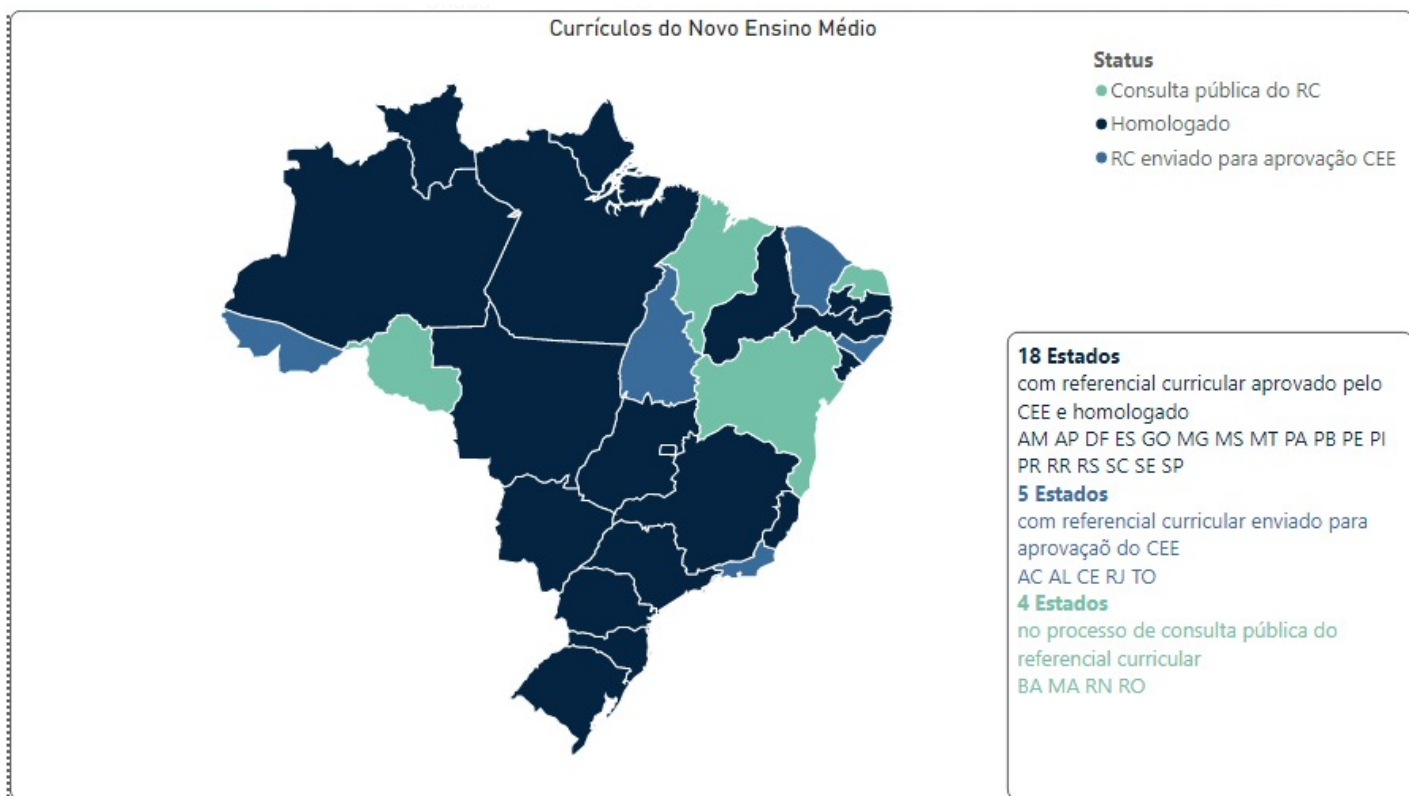 Currículos do Novo Ensino Médio
Status
Consulta pública do RC
Homologado
RC enviado para aprovação CEE
18 Estados
com referencial curricular aprovado pelo
CEE e homologado
AM AP DF ES GO MG MS MT PA PB PE PI
PR RR RS SC SE SP
5 Estados
com referencial curricular enviado para
aprovaçaõ do CEE
AC AL CE RJ TO
4 Estados
no processo de consulta pública do
referencial curricular
BA MA RN RO